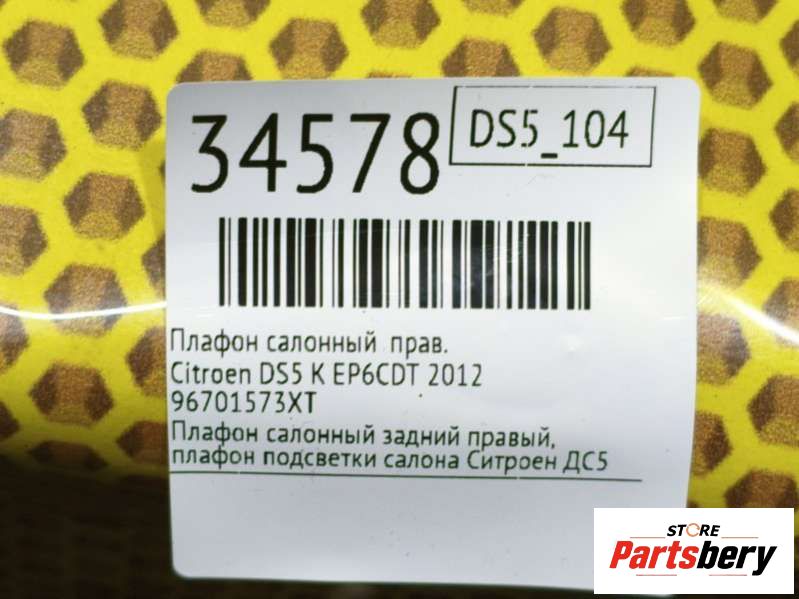 34578
DS5_104
Плафон салонный прав.
Citroen DS5 K EP6CDT 2012
96701573XT
Плафон салонный задний правый,
плафон подсветки салона Ситроен ДС5
STORE
Partsbery